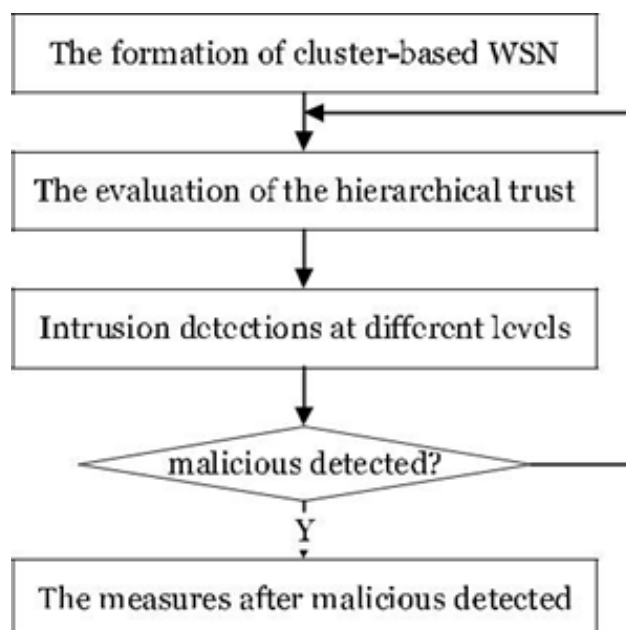 The formation of cluster-based WSN
The evaluation of the hierarchical trust
Intrusion detections at different levels
malicious detected?
Y
The measures after malicious detected